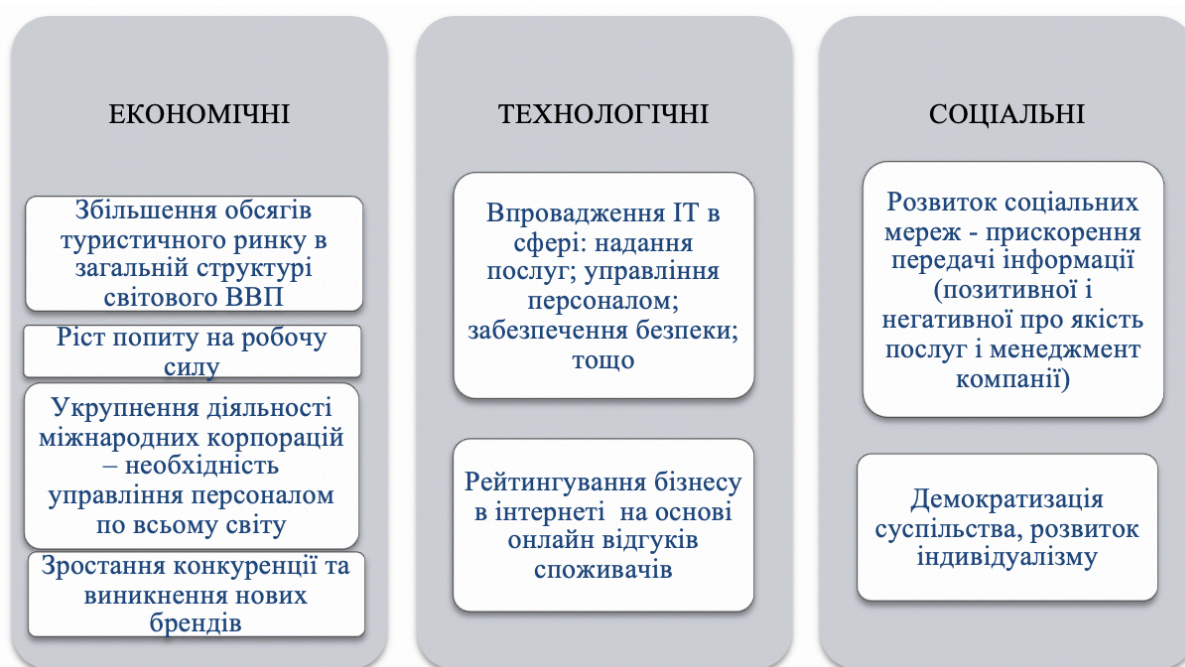 ЕКОНОМІЧНІ
Збільшення обсягів
туристичного ринку в
загальній структурі
світового ВВП
Ріст попиту на робочу
силу
Укрупнення діяльності
міжнародних корпорацій
– необхідність
управління персоналом
по всьому світу
Зростання конкуренції та
виникнення нових
брендів
ТЕХНОЛОГІЧНІ
Впровадження ІТ в
сфері: надання
послуг; управління
персоналом;
забезпечення безпеки;
тощо
Рейтингування бізнесу
в інтернеті  на основі
онлайн відгуків
споживачів
СОЦІАЛЬНІ
Розвиток соціальних
мереж - прискорення
передачі інформації
(позитивної і
негативної про якість
послуг і менеджмент
компанії)
Демократизація
суспільства, розвиток
індивідуалізму